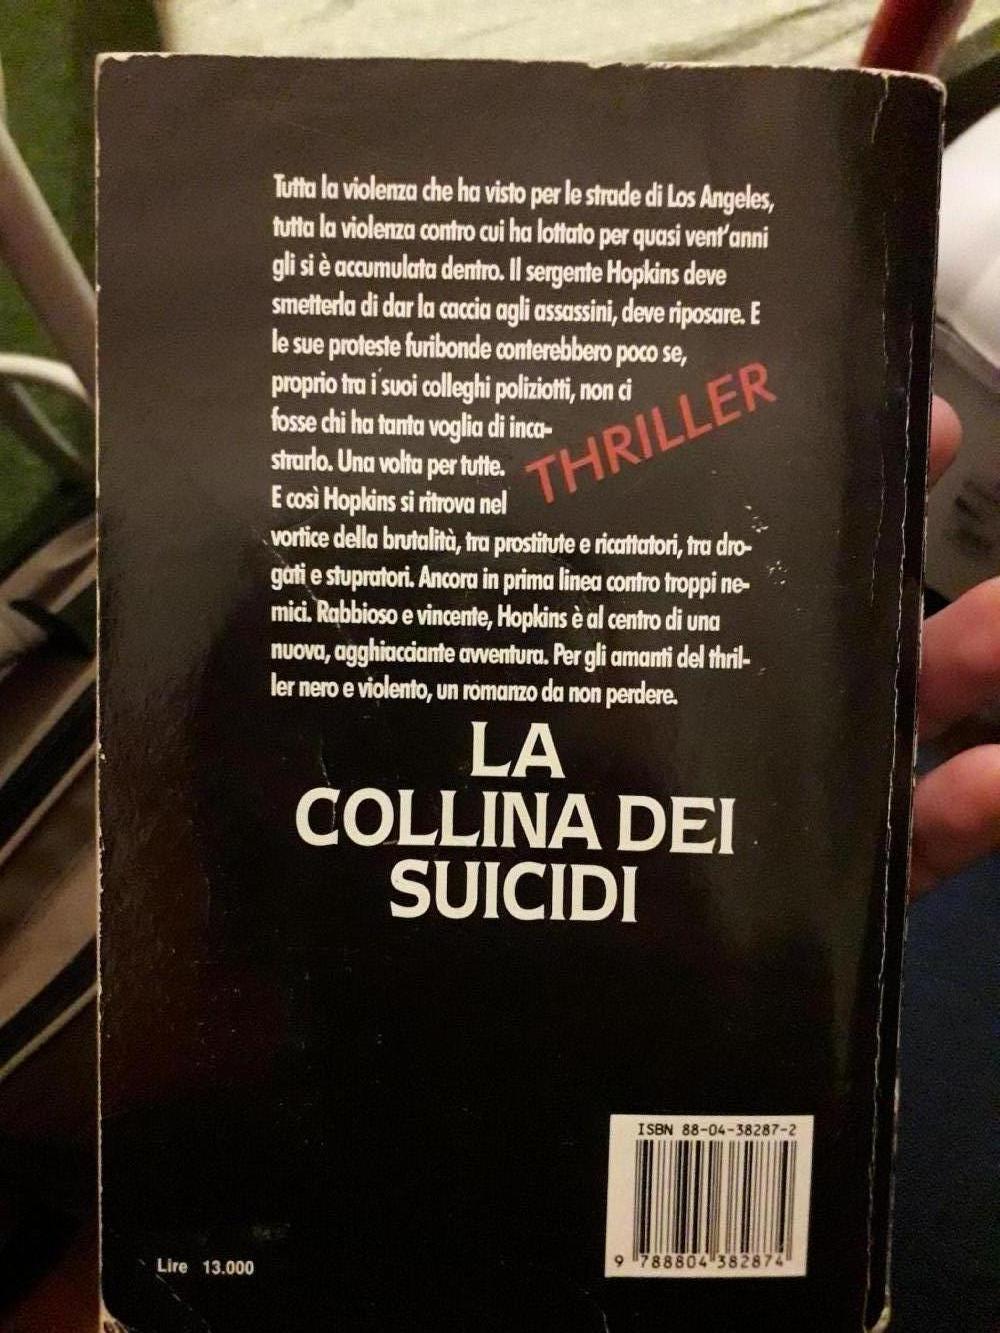 Tutta la violenza che ha visto per le strade di Los Angeles,
tutta la violenza contro cui ha lottato per quasi vent'anni
gli si è accumulata dentro. Il sergente Hopkins deve
smetterla di dar la caccia agli assassini, deve riposare. E
le sue proteste furibonde conterebbero poco se,
proprio tra i suoi colleghi poliziotti, non ci
fosse chi ha tanta voglia di inca-
strarlo. Una volta per tutte.
THRILLER
E così Hopkins si ritrova nel
vortice della brutalità, tra prostitute e ricattatori, tra dro-
gati e stupratori. Ancora in prima linea contro troppi ne-
mici. Rabbioso e vincente, Hopkins è al centro di una
nuova, agghiacciante avventura. Per gli amanti del thril-
ler nero e violento, un romanzo da non perdere.
LA
COLLINA DEI
SUICIDI
ISBN 88-04-38287-2
9 788804 382874
Lire 13.000